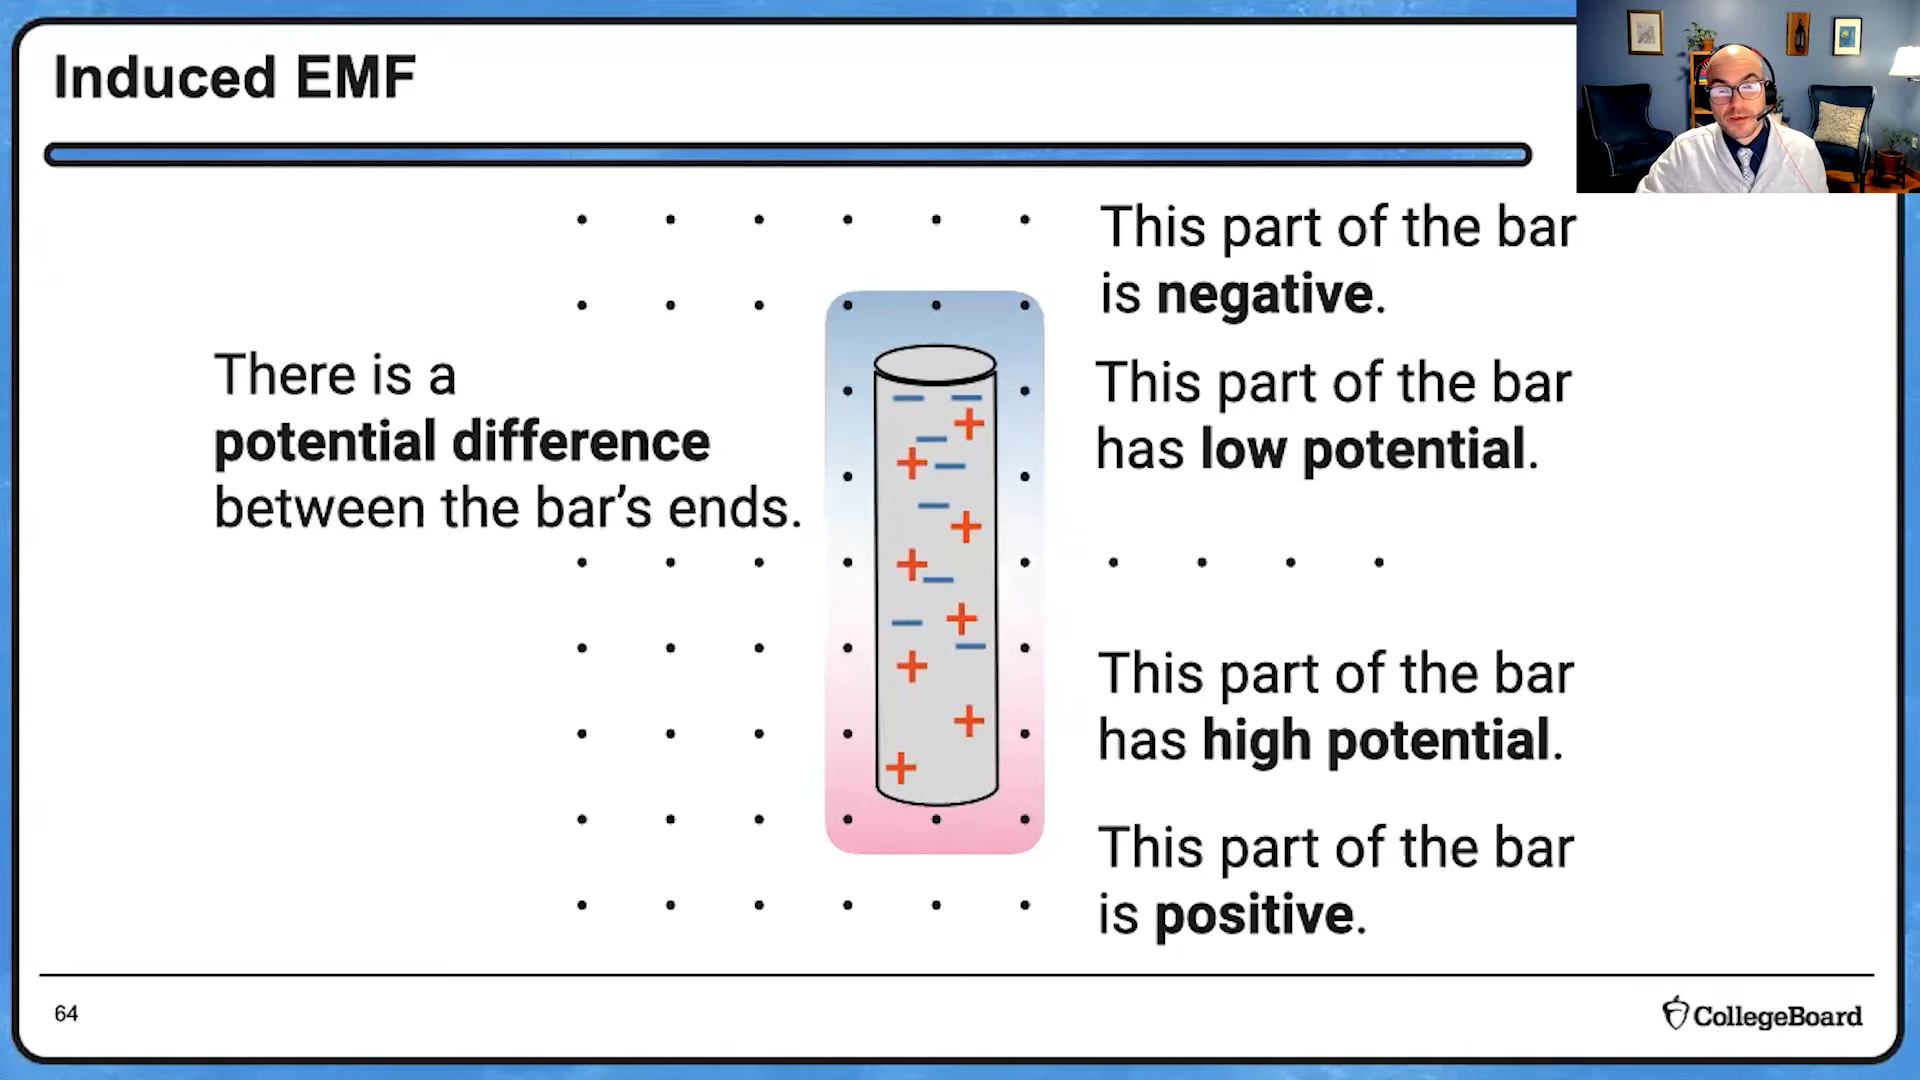 Induced EMF
There is a
potential difference
between the bar's ends.
This part of the bar
is negative.
This part of the bar
has low potential.
This part of the bar
has high potential.
This part of the bar
is positive.
64
CollegeBoard